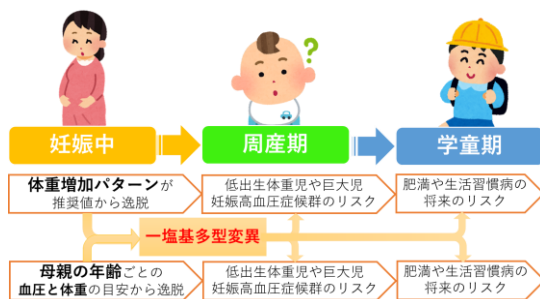 ?
妊娠中
周産期
学童期
体重増加パターンが
推奨値から逸脱
低出生体重児や巨大児
妊娠高血圧症候群のリスク
肥満や生活習慣病の
将来のリスク
一塩基多型変異
母親の年齢ごとの
血圧と体重の目安から逸脱
低出生体重児や巨大児
妊娠高血圧症候群のリスク
肥満や生活習慣病の
将来のリスク